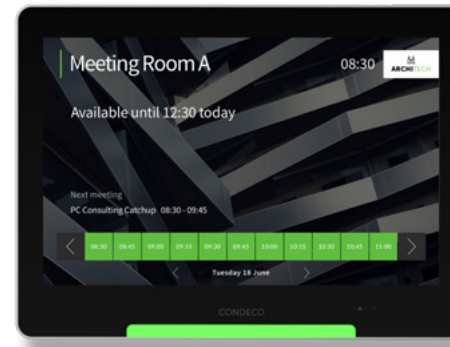 Meeting Room A
08:30
ARCHITECH
Available until 12:30 today
Next meeting
PC Consulting Catchup 08:30 - 09:45
08:30 08:45 09:00 09:15 09:30 09:45 10:00 10:15 10:30 10:45 11:00
Tuesday 18 June
CONDECO